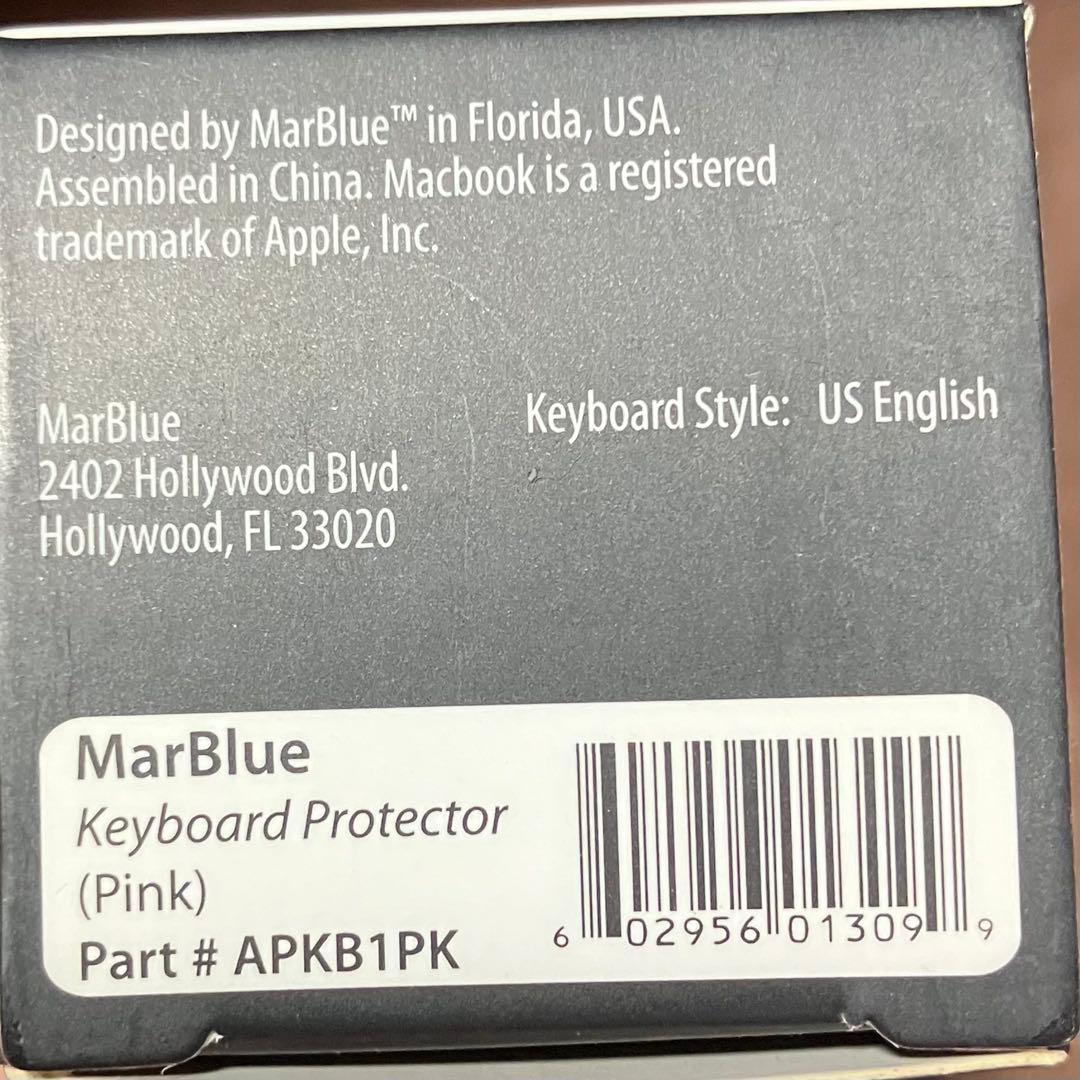 Designed by MarBlue™ in Florida, USA.
Assembled in China. Macbook is a registered
trademark of Apple, Inc.
MarBlue
2402 Hollywood Blvd.
Hollywood, FL 33020
Keyboard Style: US English
MarBlue
Keyboard Protector
(Pink)
Part # APKB1PK
6 02956 01309 9